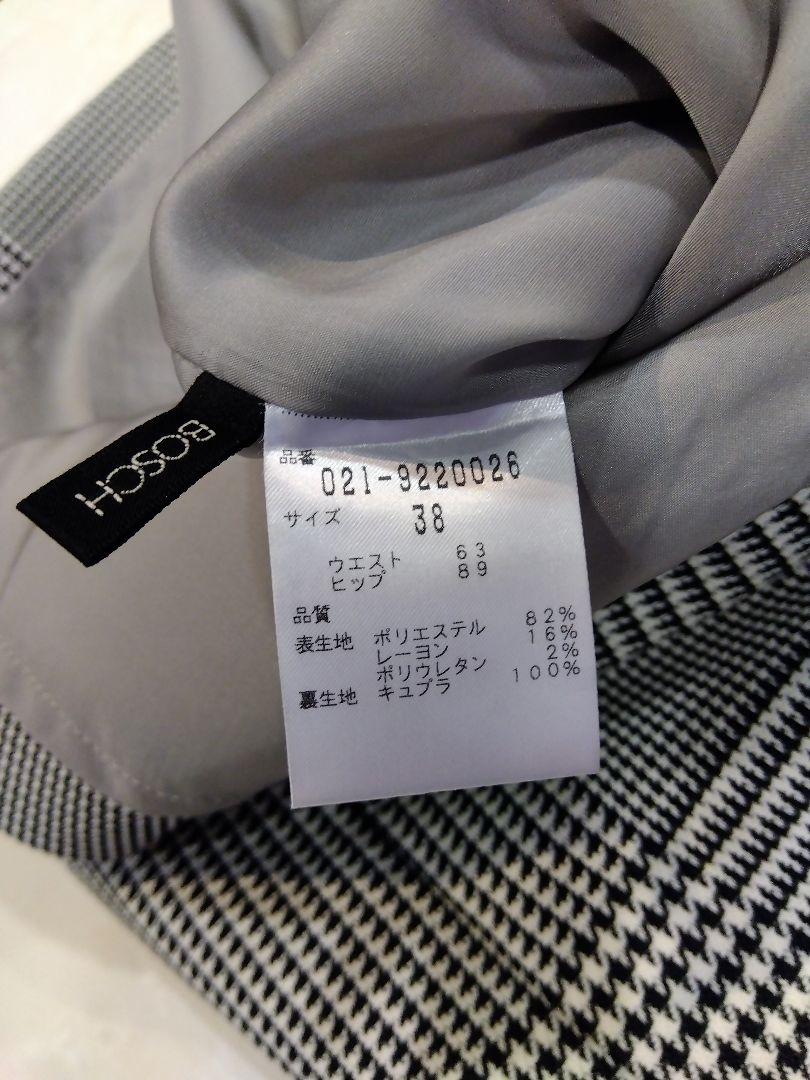 BOSCH
品番
021-9220026
サイズ 38
ウエスト 63
ヒップ 89
品質
表生地 ポリエステル 82%
レーヨン 16%
ポリウレタン 2%
裏生地 キュプラ 100%